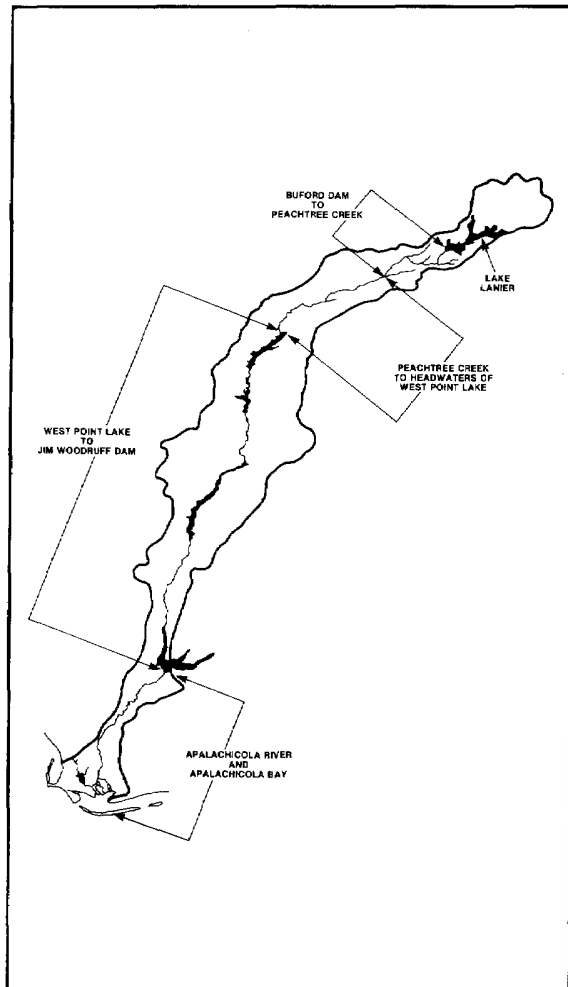 BUFORD DAM
TO
PEACHTREE CREEK
LAKE
LANIER
PEACHTREE CREEK
TO HEADWATERS OF
WEST POINT LAKE
WEST POINT LAKE
TO
JIM WOODRUFF DAM
APALACHICOLA RIVER
AND
APALACHICOLA BAY